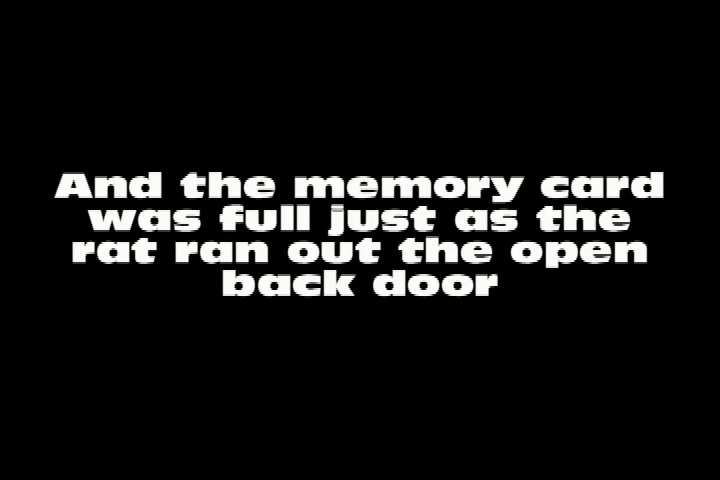 And the memory card
was full just as the
rat ran out the open
back door